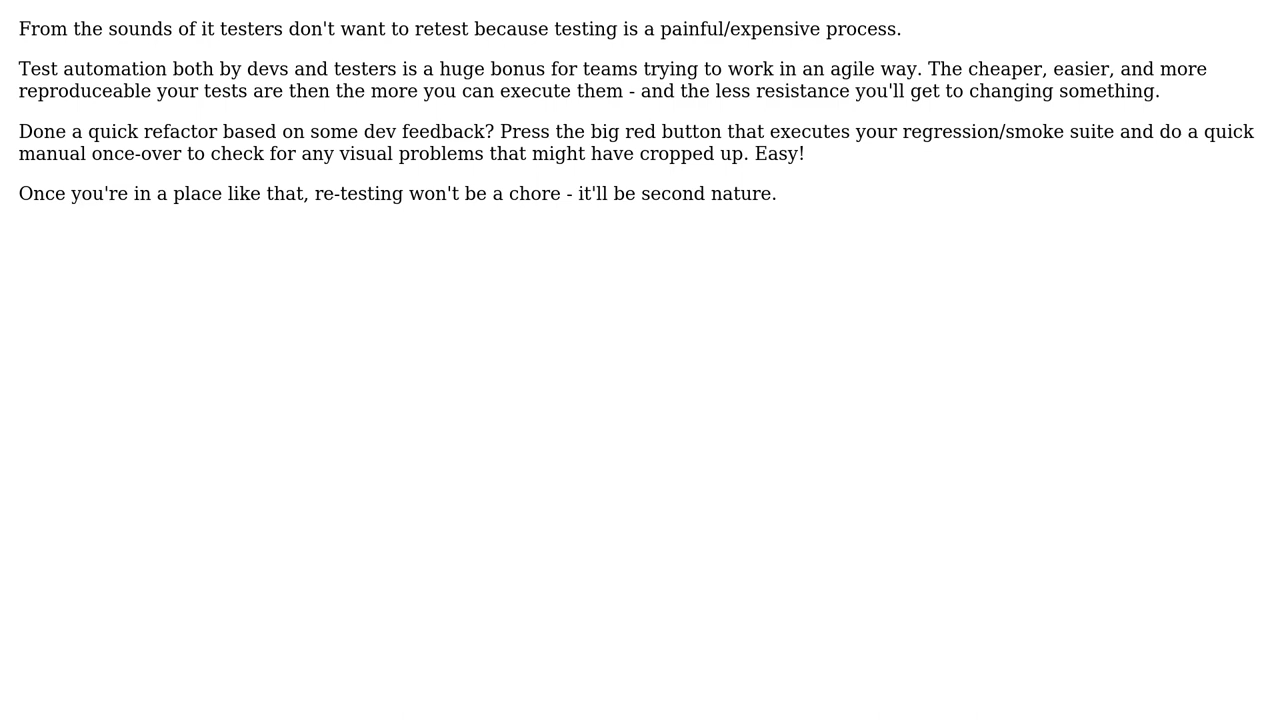 From the sounds of it testers don't want to retest because testing is a painful/expensive process.
Test automation both by devs and testers is a huge bonus for teams trying to work in an agile way. The cheaper, easier, and more
reproduceable your tests are then the more you can execute them - and the less resistance you'll get to changing something.
Done a quick refactor based on some dev feedback? Press the big red button that executes your regression/smoke suite and do a quick
manual once-over to check for any visual problems that might have cropped up. Easy!
Once you're in a place like that, re-testing won't be a chore - it'll be second nature.